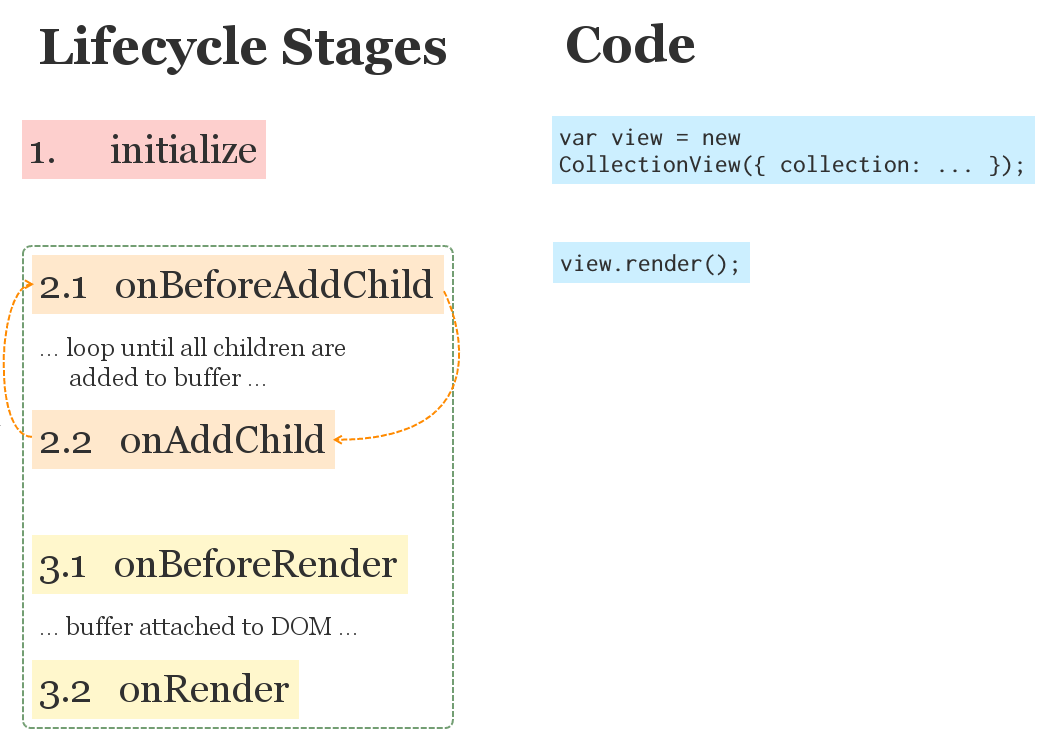 Lifecycle Stages
Code
1. initialize
var view = new
CollectionView({ collection: ... });
2.1 onBeforeAddChild
view.render();
... loop until all children are
added to buffer ...
2.2 onAddChild
3.1 onBeforeRender
... buffer attached to DOM ...
3.2 onRender